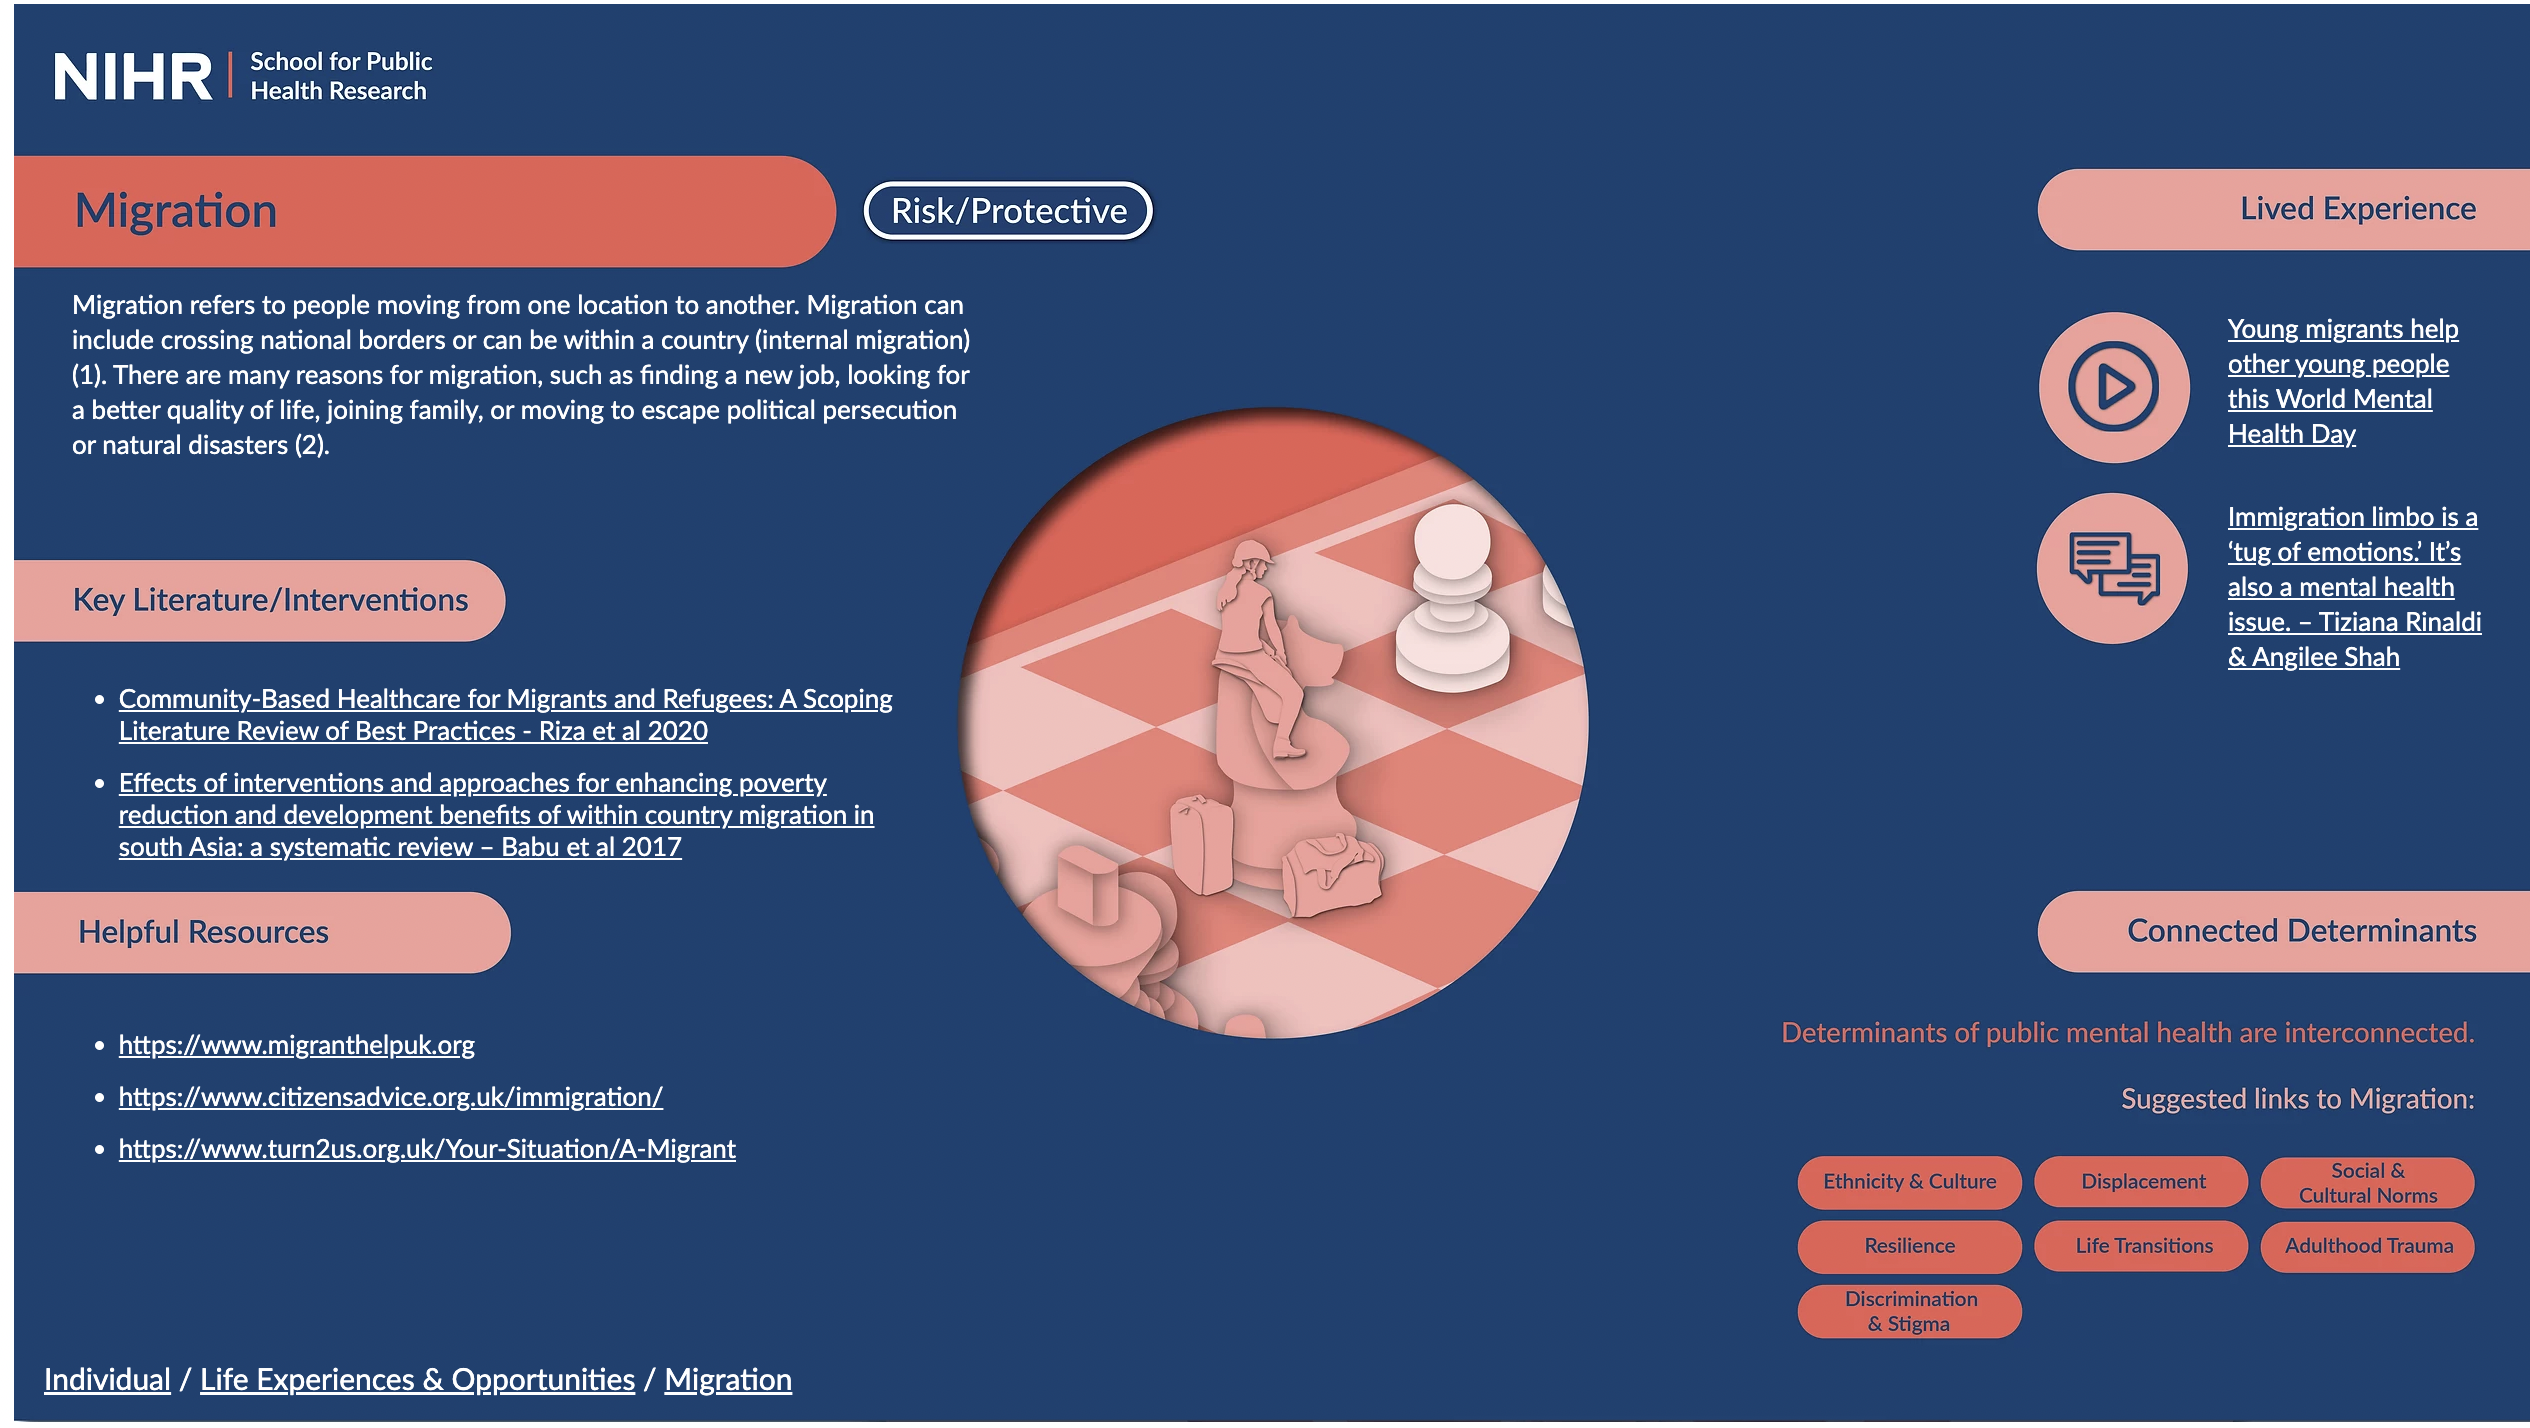 NIHR
School for Public
Health Research
Migration
Risk/Protective
Migration refers to people moving from one location to another. Migration can
include crossing national borders or can be within a country (internal migration)
(1). There are many reasons for migration, such as finding a new job, looking for
a better quality of life, joining family, or moving to escape political persecution
or natural disasters (2).
Key Literature/Interventions
• Community-Based Healthcare for Migrants and Refugees: A Scoping
Literature Review of Best Practices - Riza et al 2020
• Effects of interventions and approaches for enhancing poverty
reduction and development benefits of within country migration in
south Asia: a systematic review – Babu et al 2017
Helpful Resources
• https://www.migranthelpuk.org
• https://www.citizensadvice.org.uk/immigration/
• https://www.turn2us.org.uk/Your-Situation/A-Migrant
Lived Experience
Young migrants help
other young people
this World Mental
Health Day
Immigration limbo is a
‘tug of emotions.’ It’s
also a mental health
issue. – Tiziana Rinaldi
& Angilee Shah
Connected Determinants
Determinants of public mental health are interconnected.
Suggested links to Migration:
Ethnicity & Culture
Displacement
Social &
Cultural Norms
Resilience
Life Transitions
Adulthood Trauma
Discrimination
& Stigma
Individual / Life Experiences & Opportunities / Migration